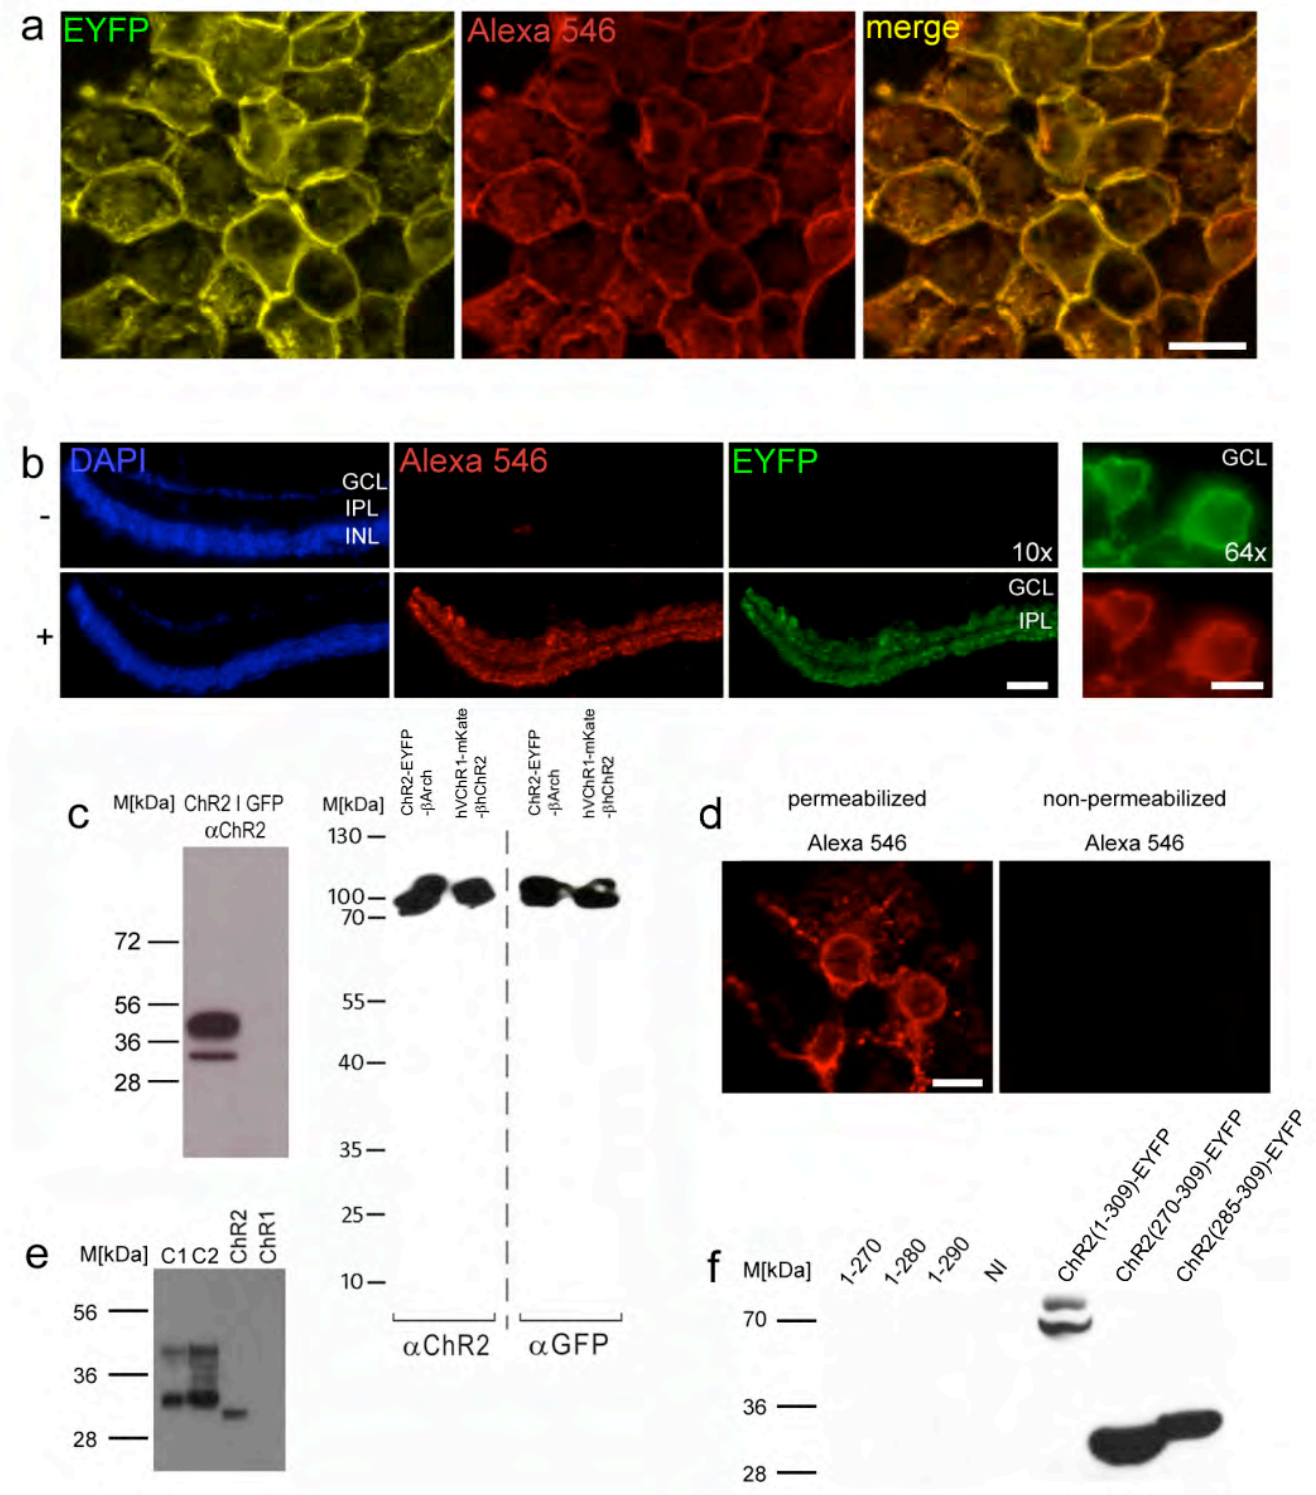 a
EYFP
Alexa 546
merge
b
DAPI
Alexa 546
EYFP
GCL
GCL
IPL
INL
-
10x
64x
+
GCL
IPL
c
M[kDa]
ChR2 I GFP
αChR2
72
56
36
28
M[kDa]
ChR2-EYFP
-βArch
hVChR1-mKate
-βhChR2
ChR2-EYFP
-βArch
hVChR1-mKate
-βhChR2
130
100
70
55
40
35
25
10
αChR2
αGFP
d
permeabilized
non-permeabilized
Alexa 546
Alexa 546
e
M[kDa]
C1 C2
ChR2
ChR1
56
36
28
f
M[kDa]
1-270
1-280
1-290
NI
ChR2(1-309)-EYFP
ChR2(270-309)-EYFP
ChR2(285-309)-EYFP
70
36
28